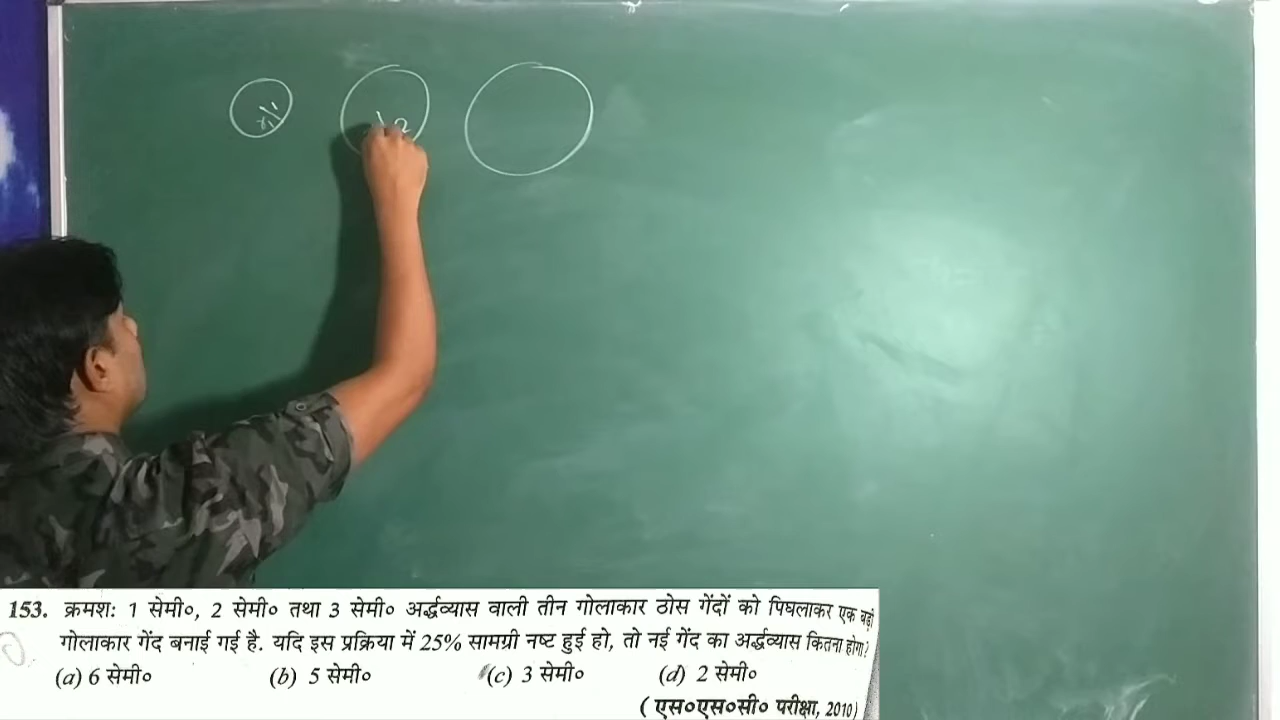 153. क्रमश: 1 सेमी०, 2 सेमी० तथा 3 सेमी० अर्द्धव्यास वाली तीन गोलाकार ठोस गेंदों को पिघलाकर एक बड़ी
गोलाकार गेंद बनाई गई है. यदि इस प्रक्रिया में 25% सामग्री नष्ट हुई हो, तो नई गेंद का अर्द्धव्यास कितना होगा?
(a) 6 सेमी० (b) 5 सेमी० (c) 3 सेमी० (d) 2 सेमी०
( एस०एस०सी० परीक्षा, 2010)